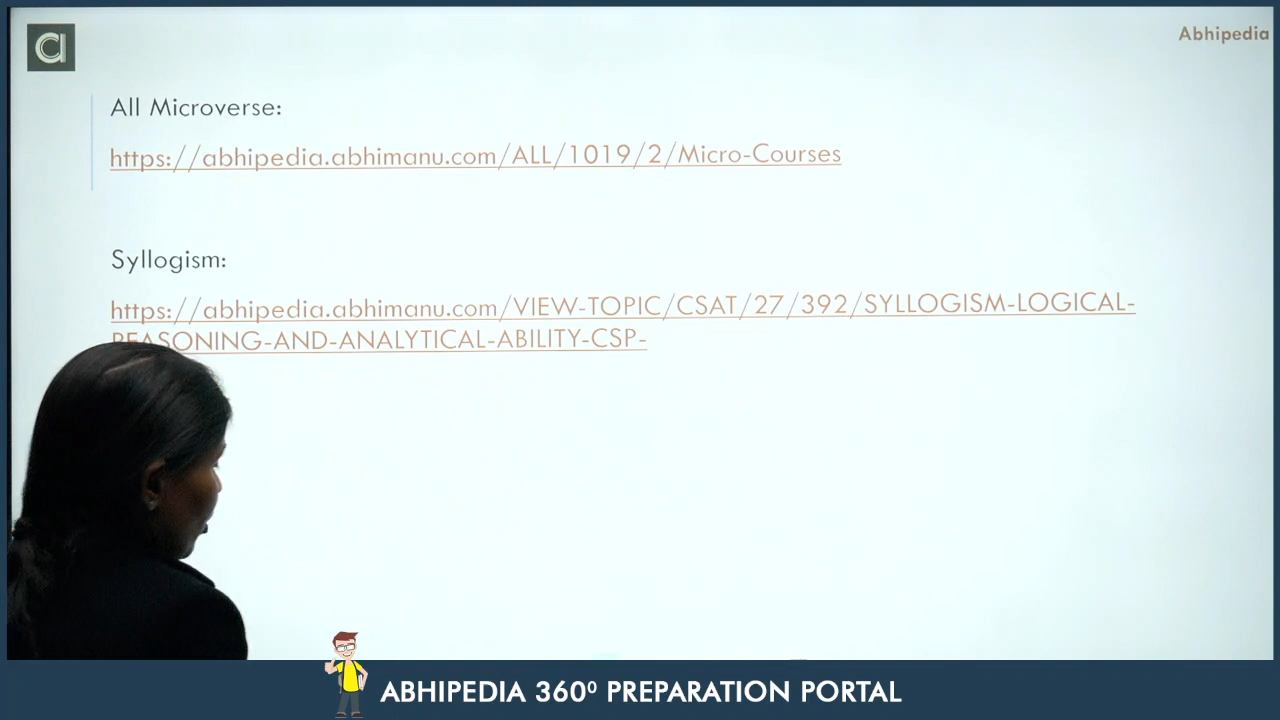 Abhipedia
All Microverse:
https://abhipedia.abhimanu.com/ALL/1019/2/Micro-Courses
Syllogism:
https://abhipedia.abhimanu.com/VIEW-TOPIC/CSAT/27/392/SYLLOGISM-LOGICAL-
REASONING-AND-ANALYTICAL-ABILITY-CSP-
ABHIPEDIA 360⁰ PREPARATION PORTAL